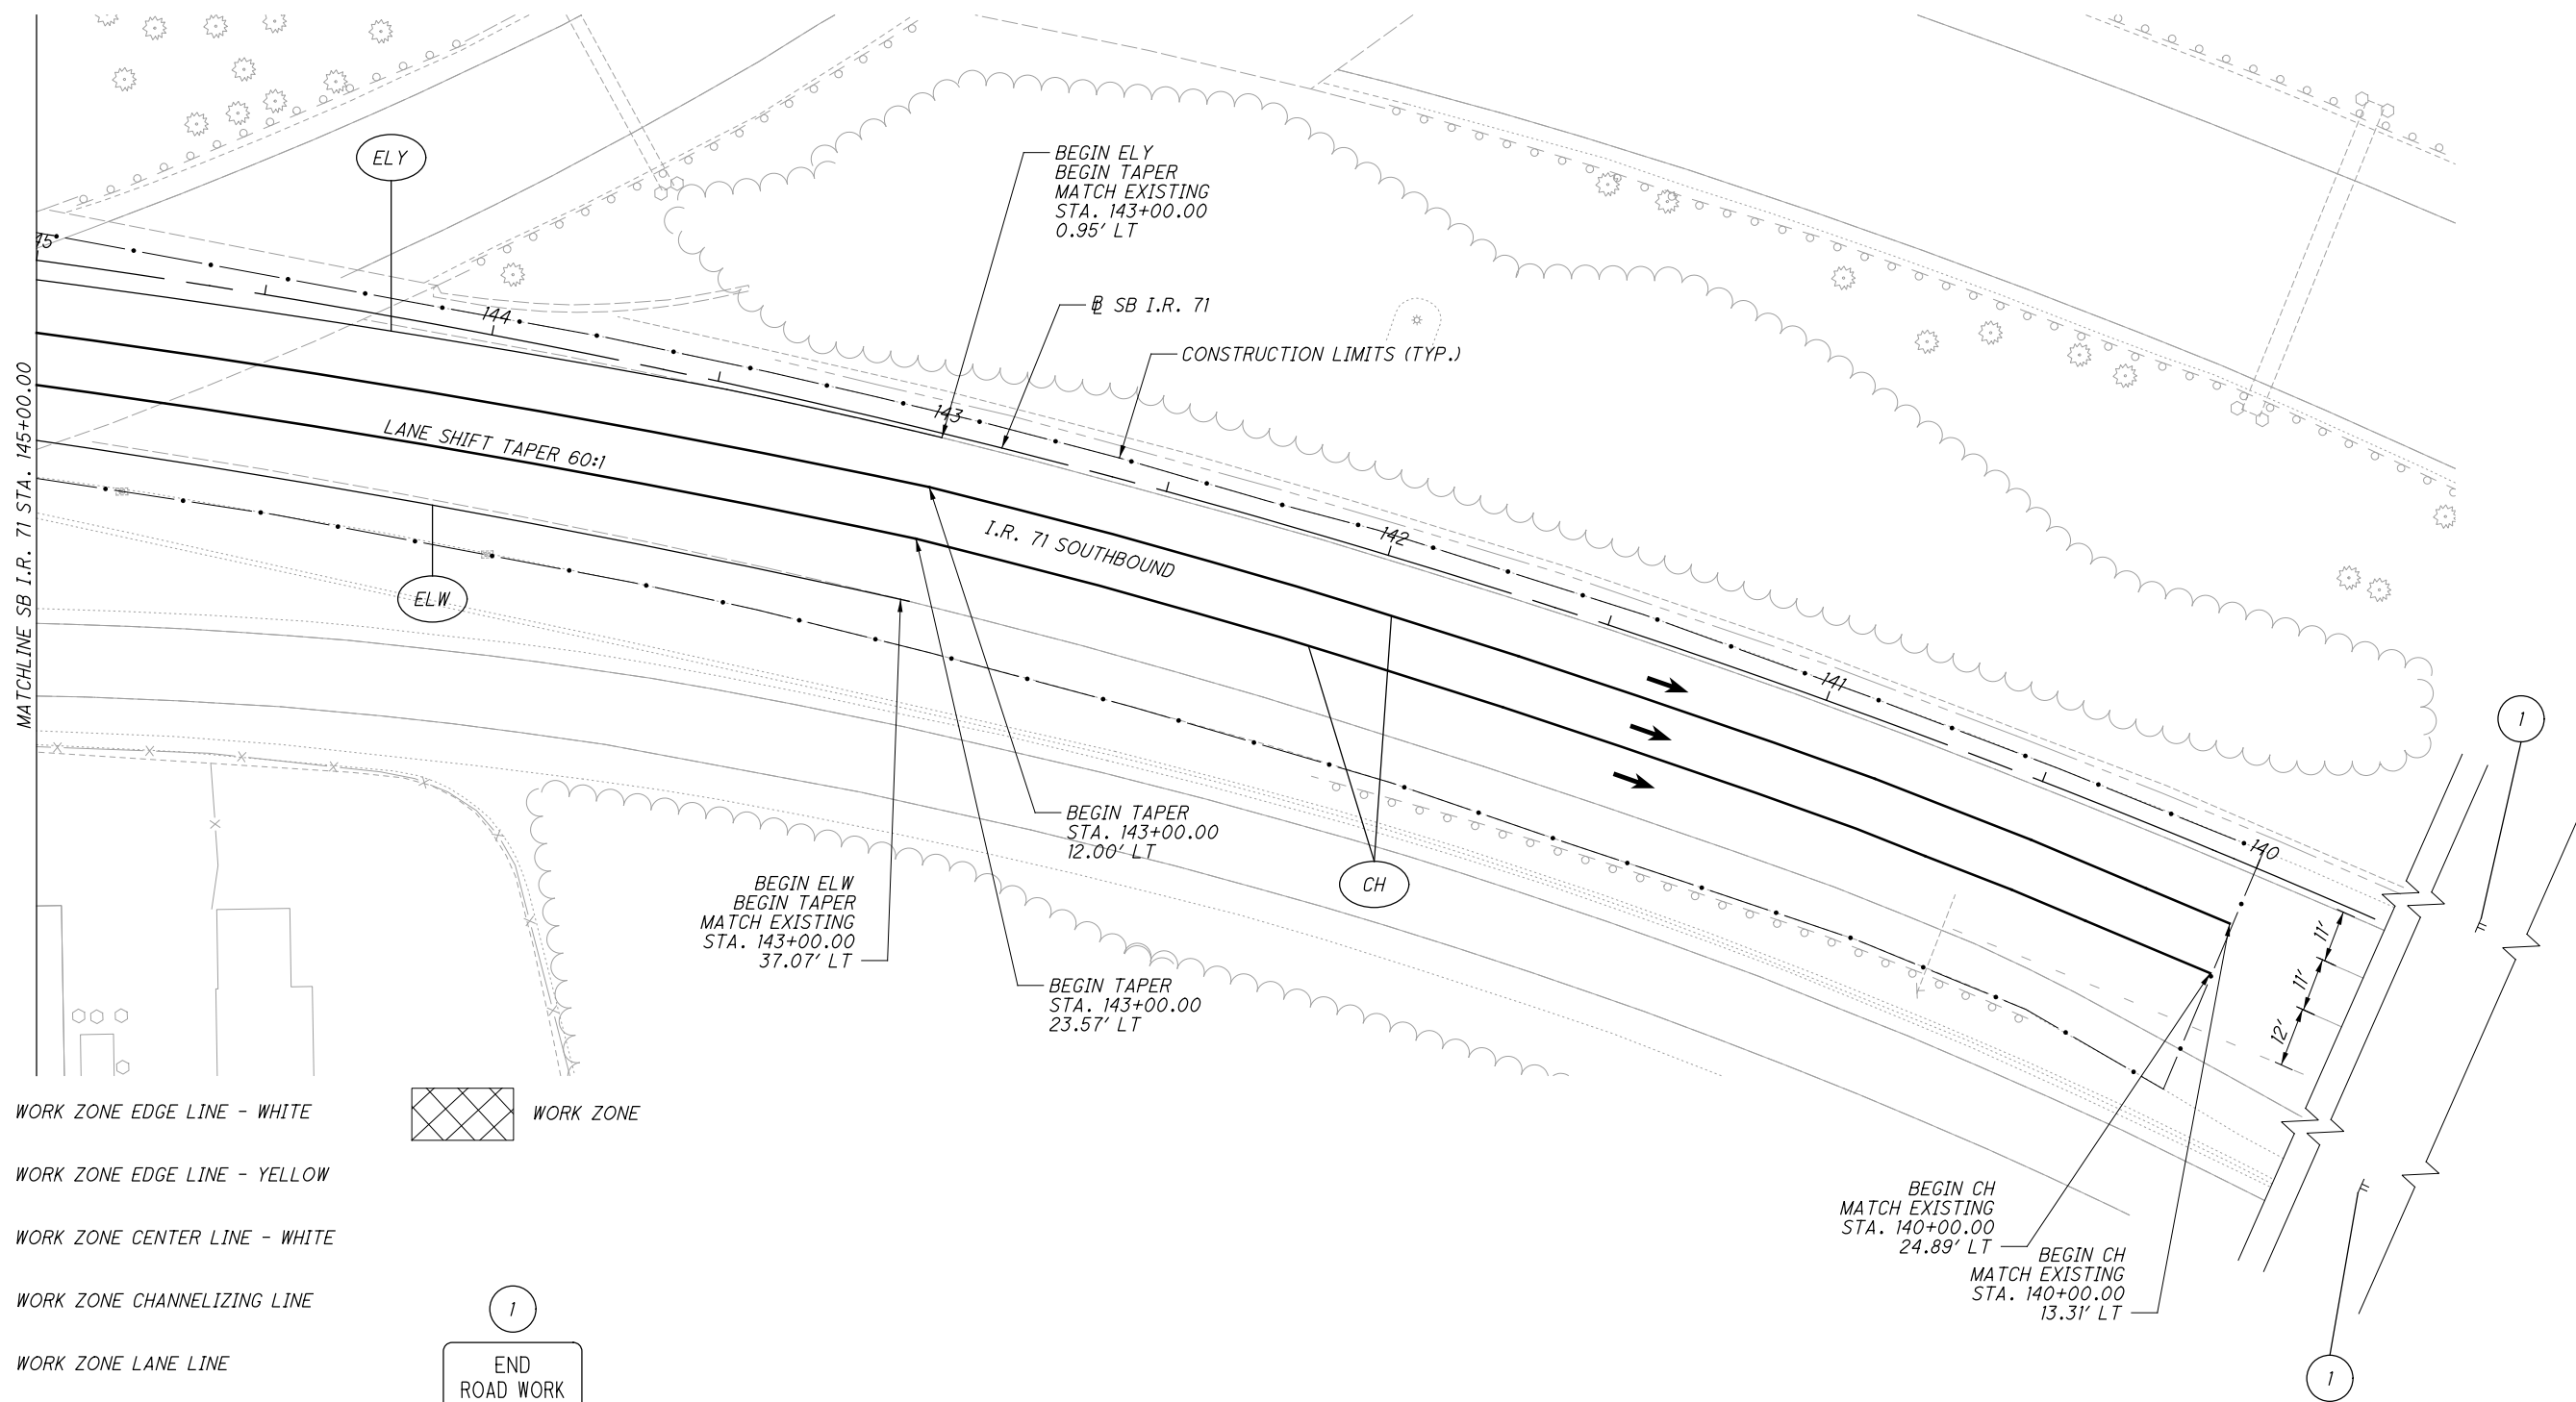 ELY
BEGIN ELY
BEGIN TAPER
MATCH EXISTING
STA. 143+00.00
0.95' LT
45
144
SB I.R. 71
CONSTRUCTION LIMITS (TYP.)
143
MATCHLINE SB I.R. 71 STA. 145+00.00
LANE SHIFT TAPER 60:1
I.R. 71 SOUTHBOUND
142
ELW
141
1
BEGIN TAPER
STA. 143+00.00
12.00' LT
140
CH
BEGIN ELW
BEGIN TAPER
MATCH EXISTING
STA. 143+00.00
37.07' LT
11'
11'
12'
BEGIN TAPER
STA. 143+00.00
23.57' LT
WORK ZONE EDGE LINE - WHITE
WORK ZONE
WORK ZONE EDGE LINE - YELLOW
BEGIN CH
MATCH EXISTING
STA. 140+00.00
24.89' LT
WORK ZONE CENTER LINE - WHITE
BEGIN CH
MATCH EXISTING
STA. 140+00.00
13.31' LT
WORK ZONE CHANNELIZING LINE
1
WORK ZONE LANE LINE
END
ROAD WORK
1